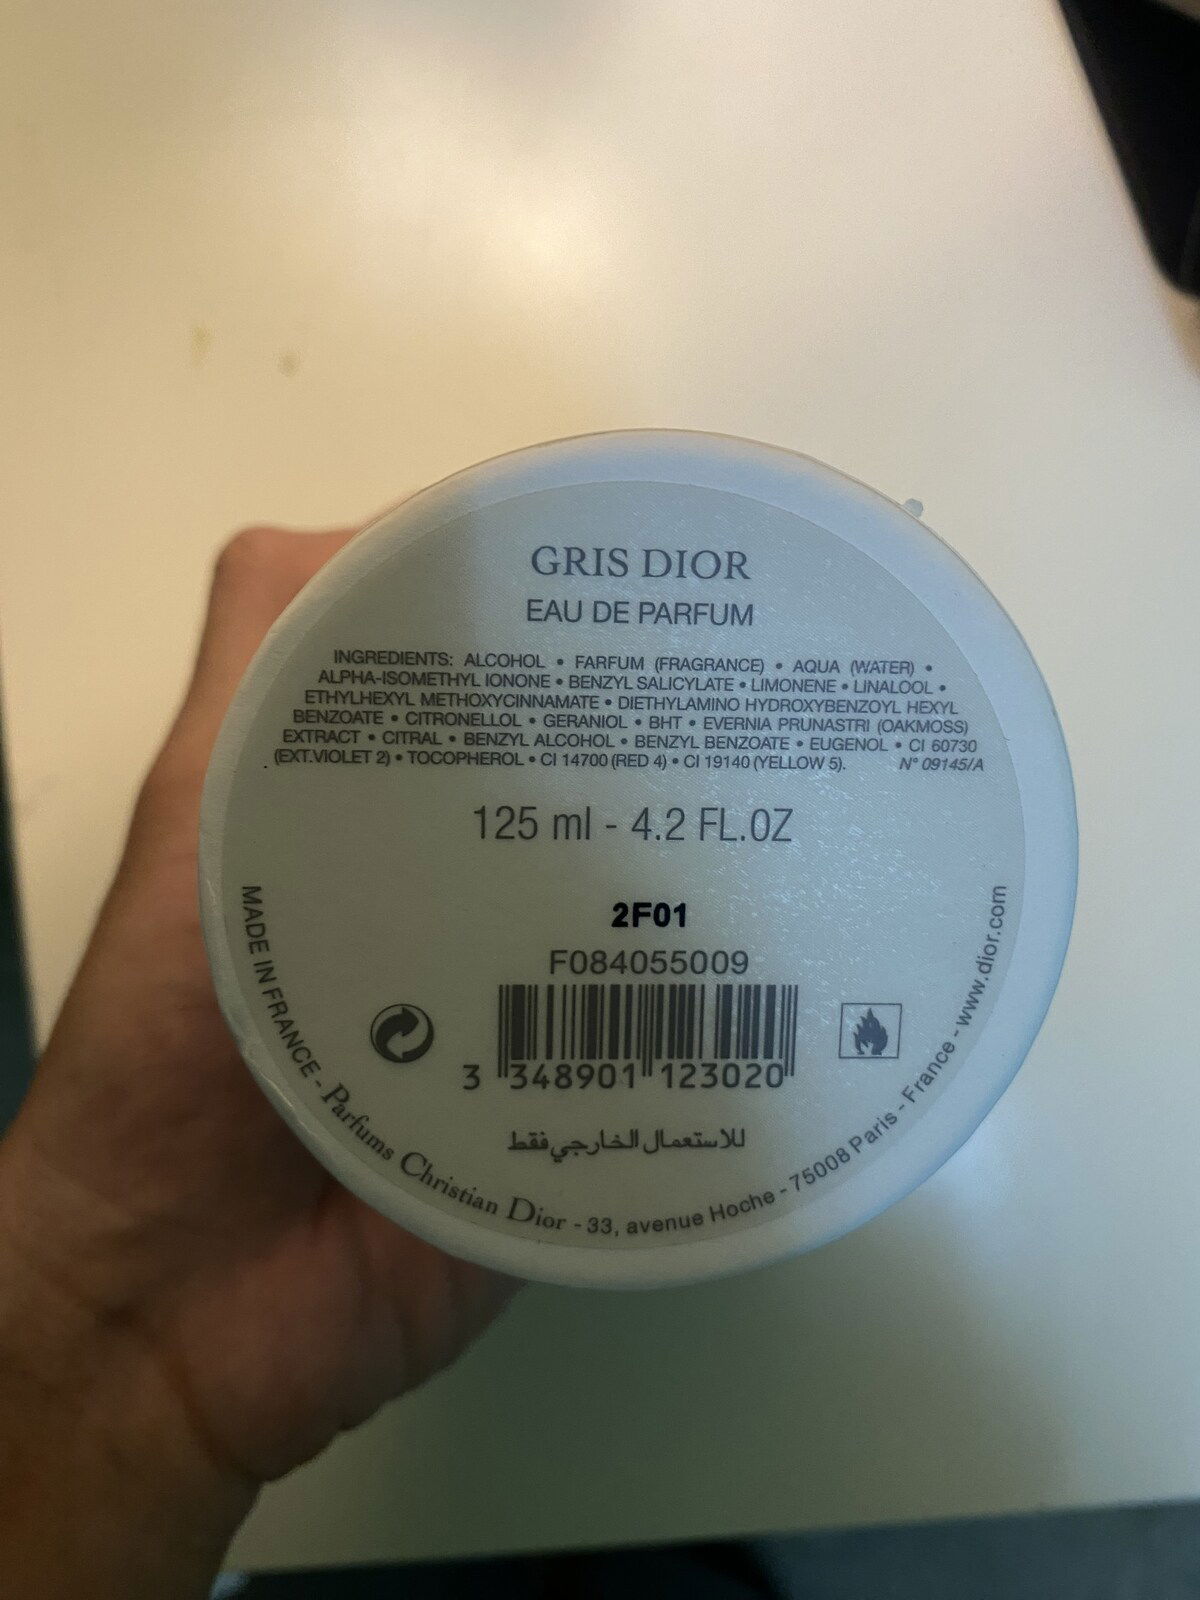 GRIS DIOR
EAU DE PARFUM
INGREDIENTS: ALCOHOL • FARFUM (FRAGRANCE) • AQUA (WATER) •
ALPHA-ISOMETHYL IONONE • BENZYL SALICYLATE • LIMONENE • LINALOOL •
ETHYLHEXYL METHOXYCINNAMATE • DIETHYLAMINO HYDROXYBENZOYL HEXYL
BENZOATE • CITRONELLOL • GERANIOL • BHT • EVERNIA PRUNASTRI (OAKMOSS)
EXTRACT • CITRAL • BENZYL ALCOHOL • BENZYL BENZOATE • EUGENOL • CI 60730
(EXT.VIOLET 2) • TOCOPHEROL • CI 14700 (RED 4) • CI 19140 (YELLOW 5). N° 09145/A
125 ml - 4.2 FL.OZ
2F01
F084055009
3 348901 123020
للاستعمال الخارجي فقط
MADE IN FRANCE - Parfums Christian Dior - 33, avenue Hoche - 75008 Paris - France - www.dior.com